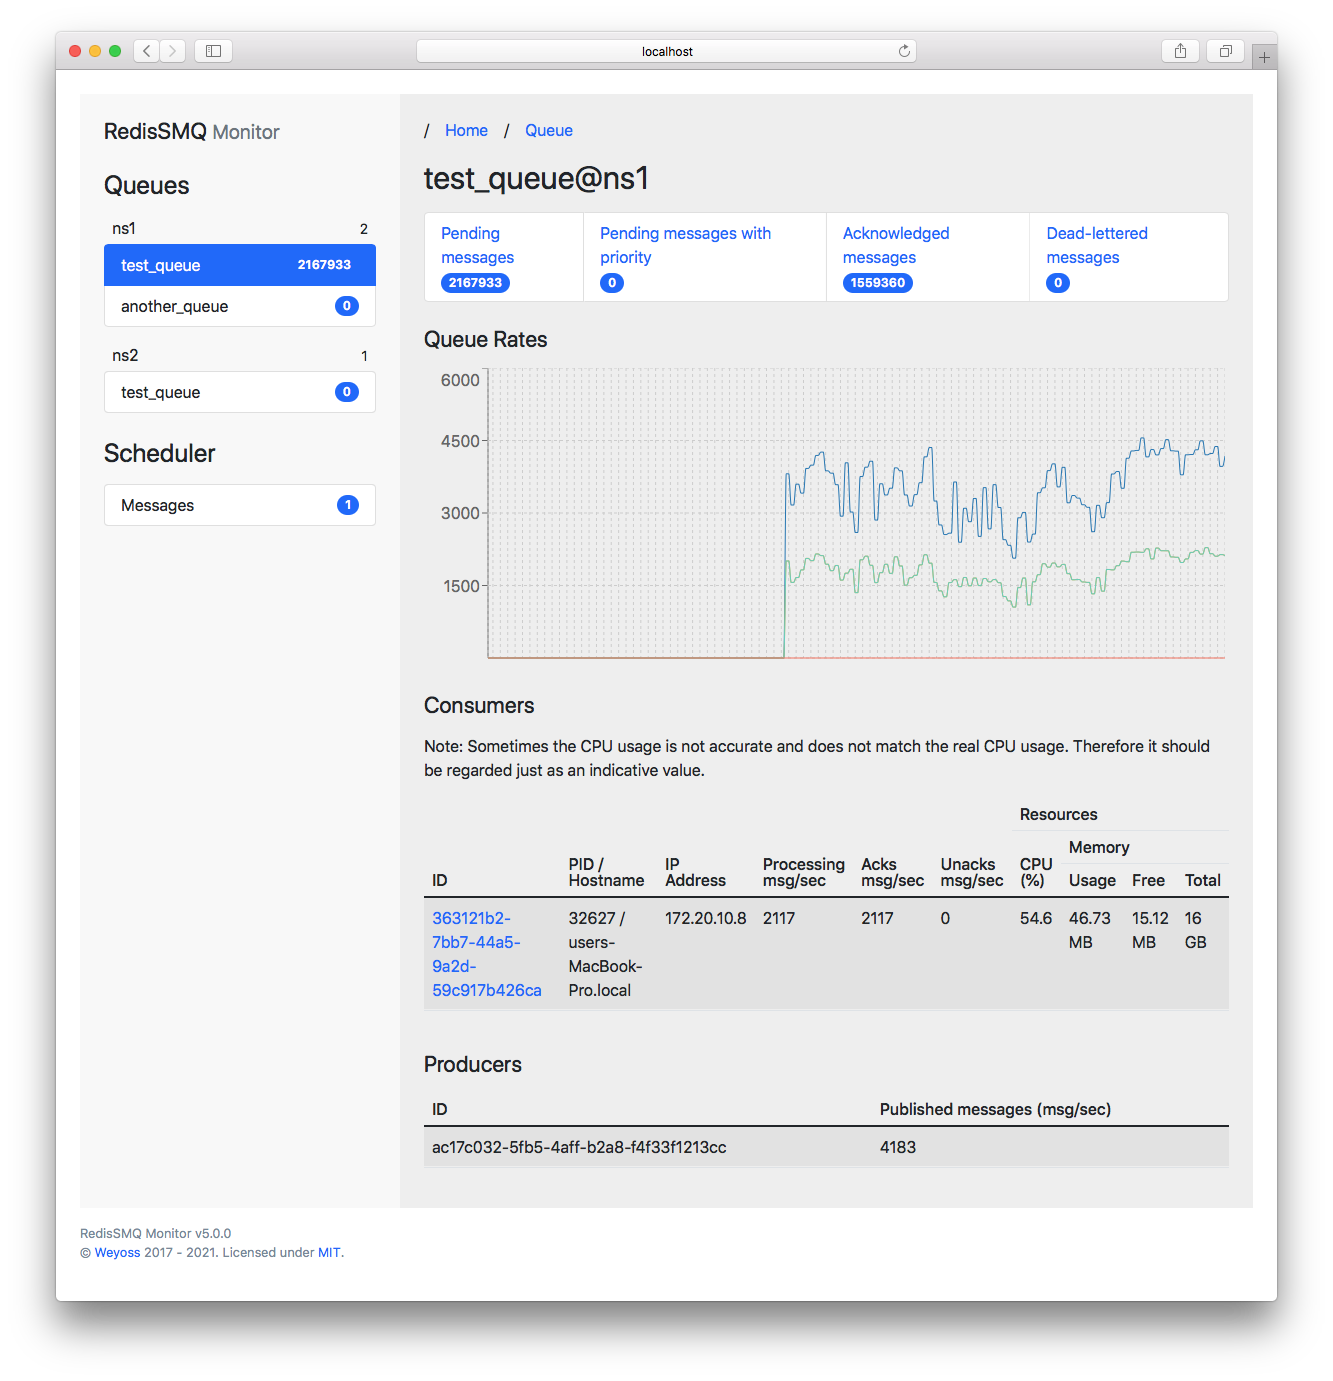 localhost
RedisSMQ Monitor
Queues
ns1 2
test_queue 2167933
another_queue 0
ns2 1
test_queue 0
Scheduler
Messages 1
/ Home / Queue
test_queue@ns1
Pending
messages
2167933
Pending messages with
priority
0
Acknowledged
messages
1559360
Dead-lettered
messages
0
Queue Rates
6000
4500
3000
1500
Consumers
Note: Sometimes the CPU usage is not accurate and does not match the real CPU usage. Therefore it should
be regarded just as an indicative value.
Resources
Memory
PID / IP Processing Acks Unacks CPU
ID Hostname Address msg/sec msg/sec msg/sec (%) Usage Free Total
363121b2- 32627 / 172.20.10.8 2117 2117 0 54.6 46.73 15.12 16
7bb7-44a5- users- MB MB GB
9a2d- MacBook-
59c917b426ca Pro.local
Producers
ID Published messages (msg/sec)
ac17c032-5fb5-4aff-b2a8-f4f33f1213cc 4183
RedisSMQ Monitor v5.0.0
© Weyoss 2017 - 2021. Licensed under MIT.